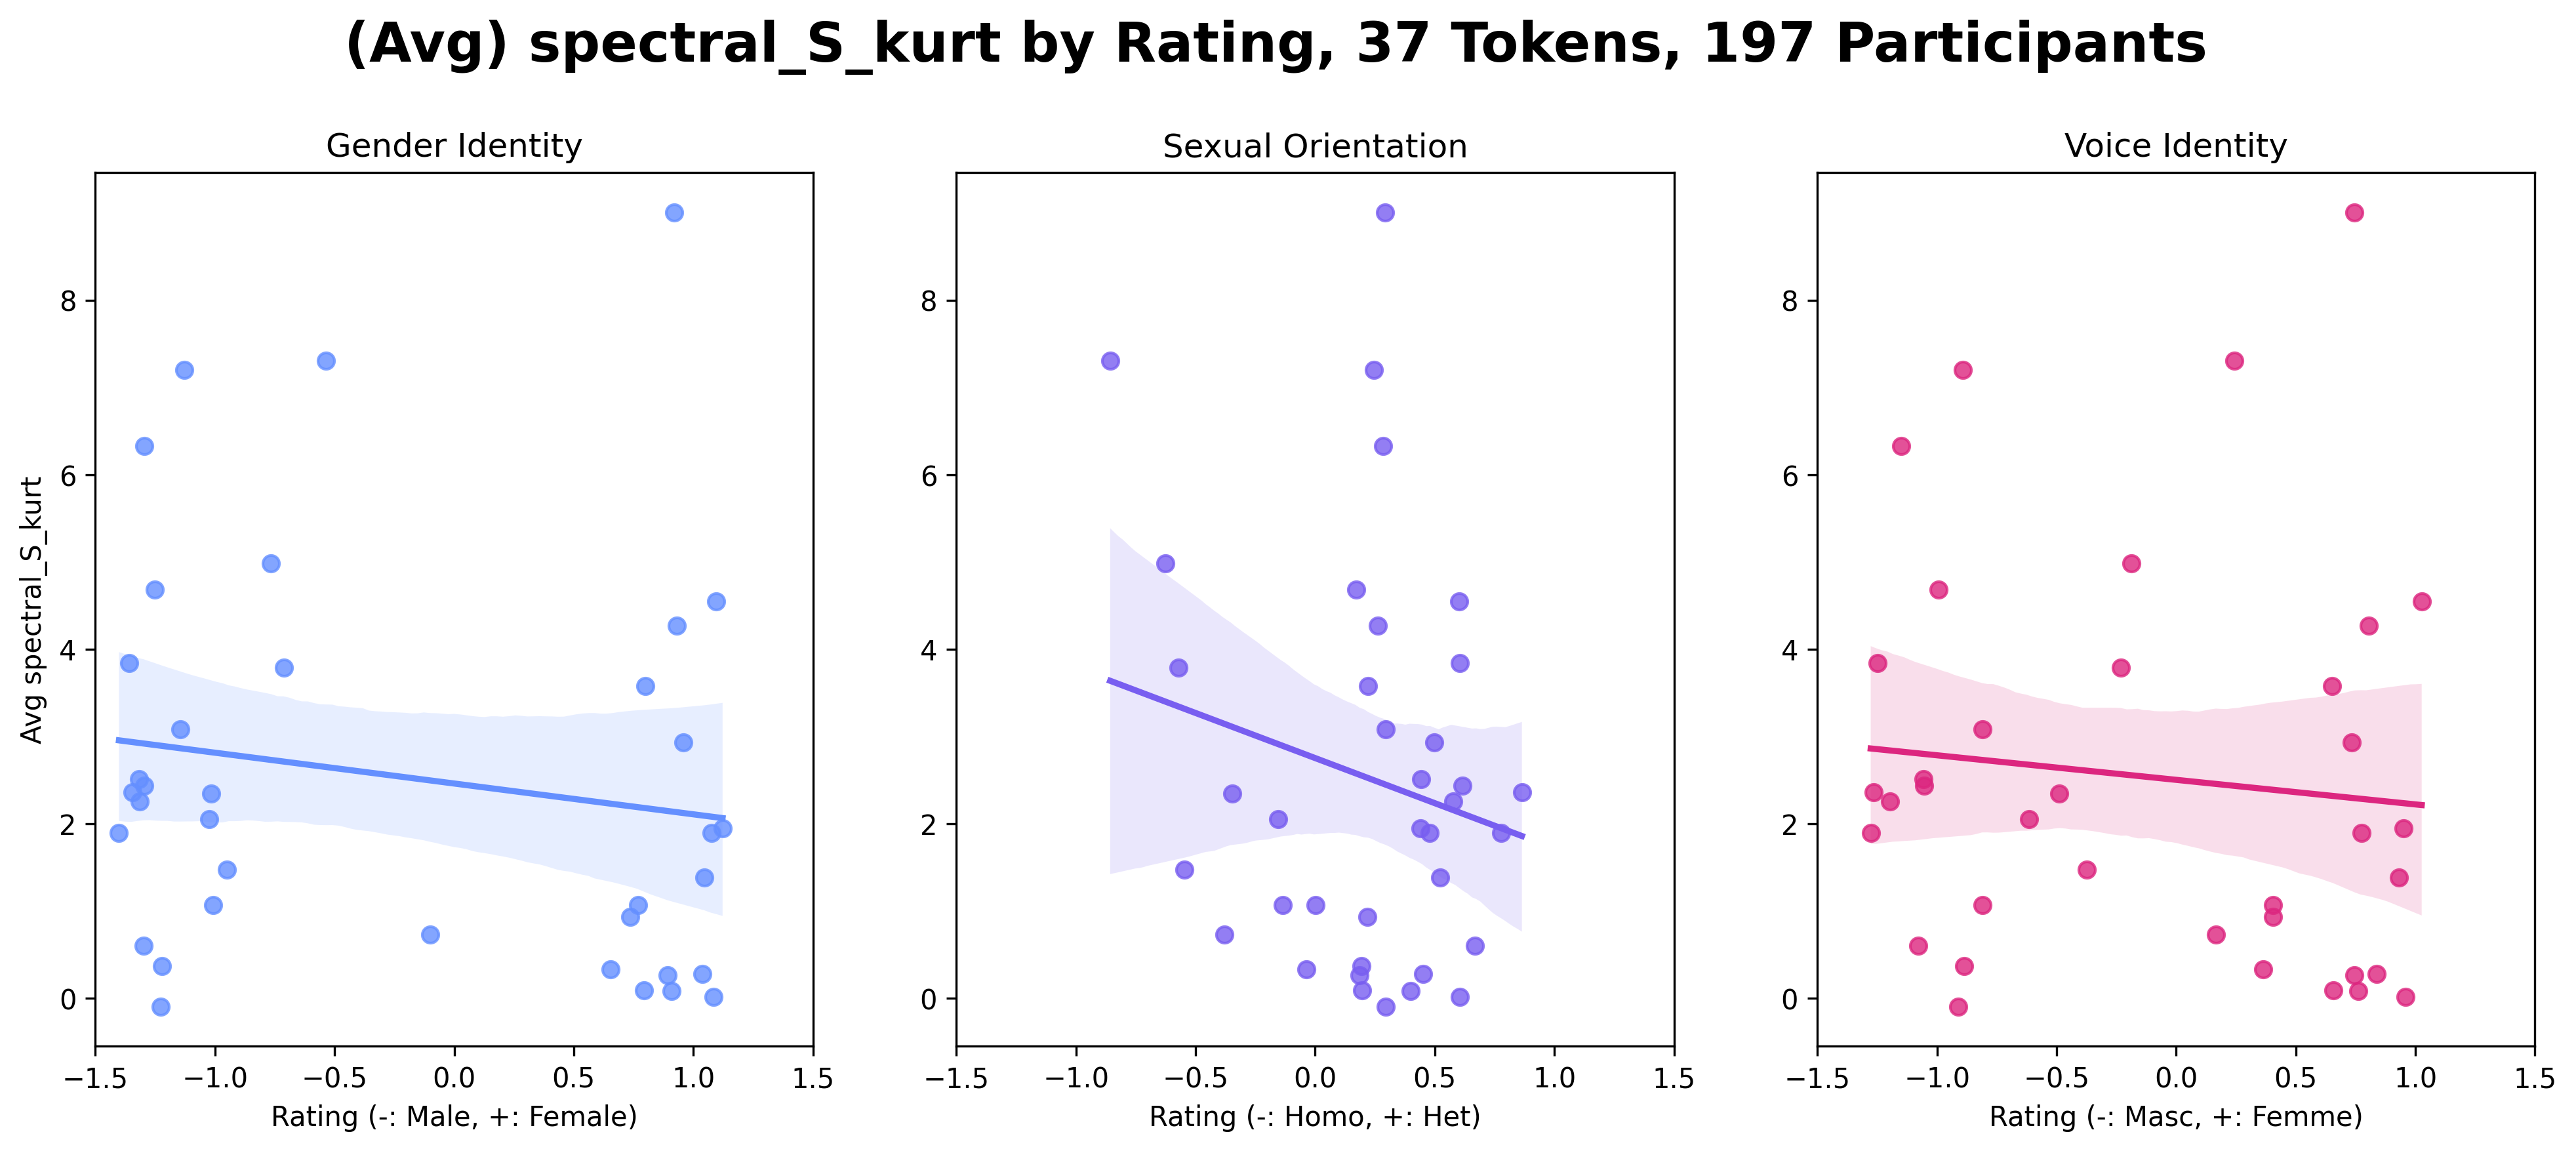 (Avg) spectral_S_kurt by Rating, 37 Tokens, 197 Participants
Gender Identity
Sexual Orientation
Voice Identity
Avg spectral_S_kurt
8
6
4
2
0
−1.5 −1.0 −0.5 0.0 0.5 1.0 1.5
Rating (-: Male, +: Female)
8
6
4
2
0
−1.5 −1.0 −0.5 0.0 0.5 1.0 1.5
Rating (-: Homo, +: Het)
8
6
4
2
0
−1.5 −1.0 −0.5 0.0 0.5 1.0 1.5
Rating (-: Masc, +: Femme)